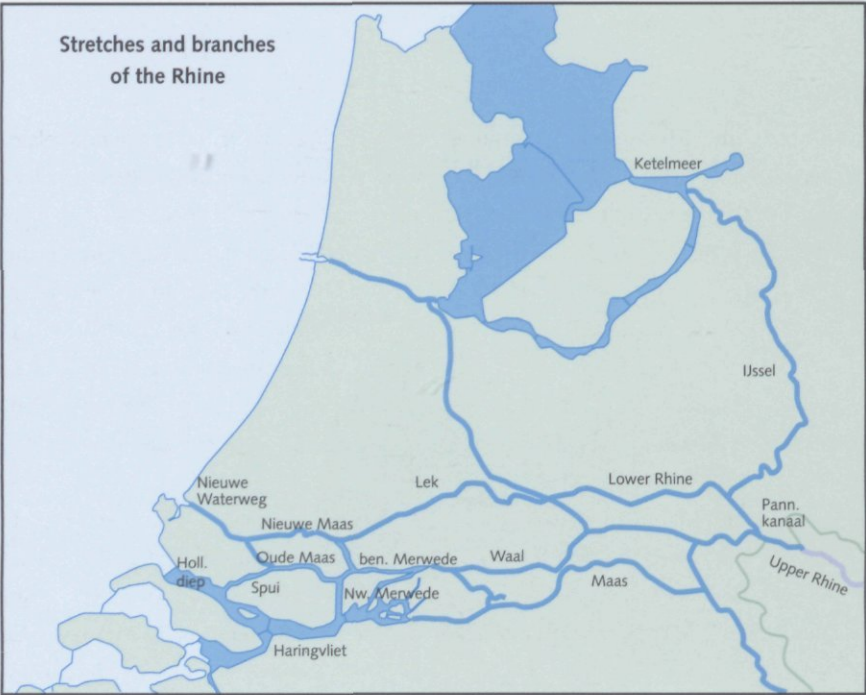 Stretches and branches
of the Rhine
Ketelmeer
IJssel
Nieuwe
Waterweg
Lek
Lower Rhine
Pann.
kanaal
Nieuwe Maas
Holl.
diep
Oude Maas
ben. Merwede
Waal
Upper Rhine
Spui
Nw. Merwede
Maas
Haringvliet